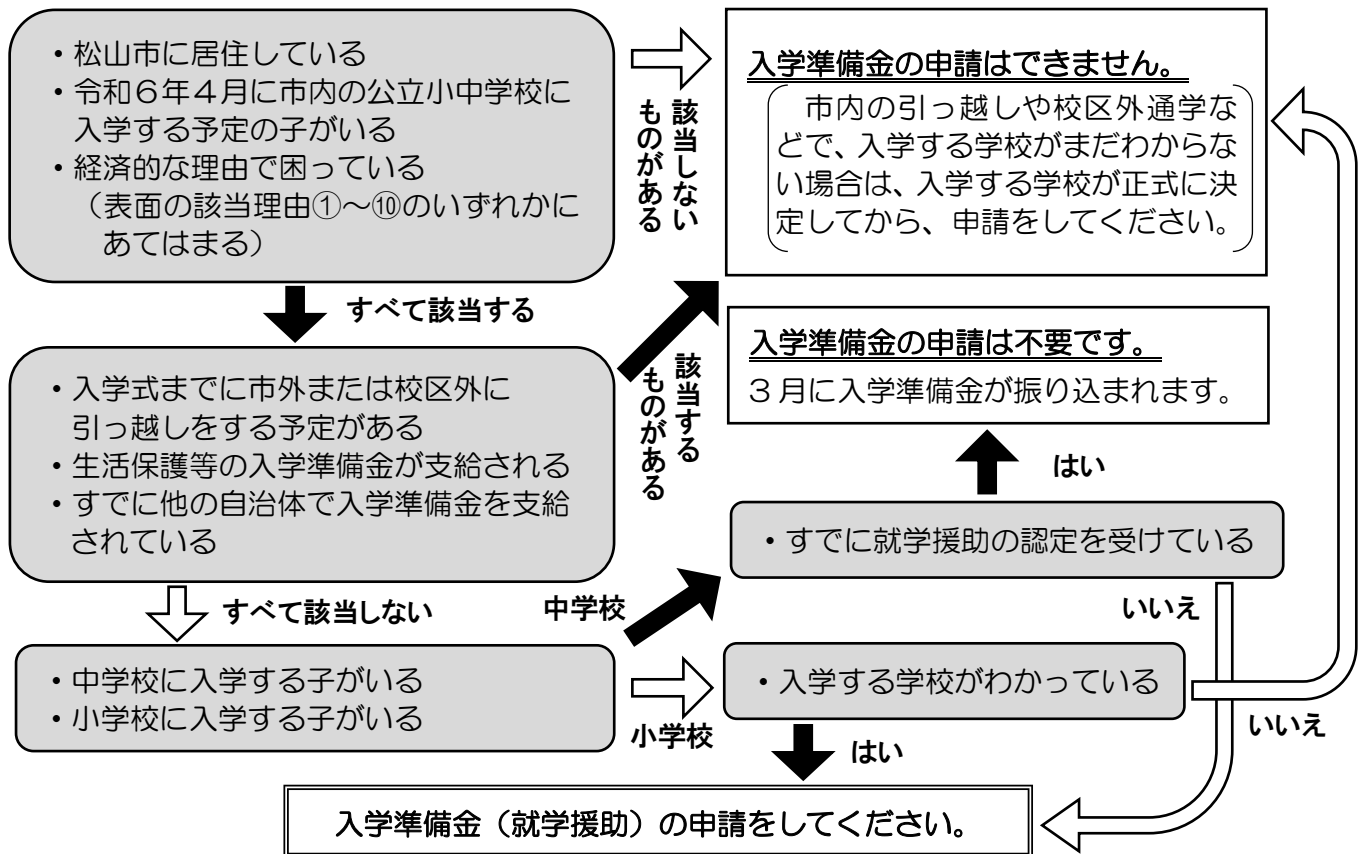 ・松山市に居住している
・令和６年４月に市内の公立小中学校に
入学する予定の子がいる
・経済的な理由で困っている
（表面の該当理由①～⑩のいずれかに
あてはまる）
該当しない
ものがある
入学準備金の申請はできません。
市内の引っ越しや校区外通学な
どで、入学する学校がまだわからな
い場合は、入学する学校が正式に決
定してから、申請をしてください。
すべて該当する
・入学式までに市外または校区外に
引っ越しをする予定がある
・生活保護等の入学準備金が支給される
・すでに他の自治体で入学準備金を支給
されている
該当する
ものがある
入学準備金の申請は不要です。
３月に入学準備金が振り込まれます。
はい
・すでに就学援助の認定を受けている
すべて該当しない
中学校
いいえ
・中学校に入学する子がいる
・小学校に入学する子がいる
小学校
・入学する学校がわかっている
いいえ
はい
入学準備金（就学援助）の申請をしてください。